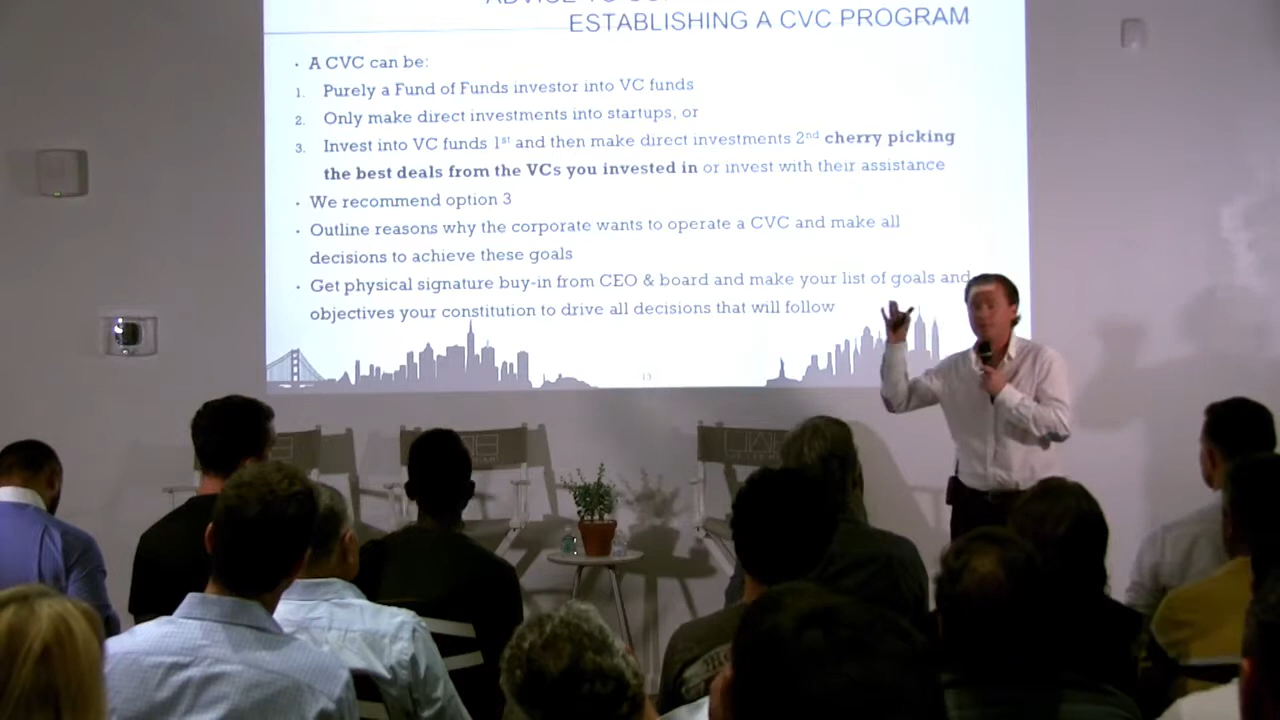 ADVICE TO
ESTABLISHING A CVC PROGRAM
• A CVC can be:
1. Purely a Fund of Funds investor into VC funds
2. Only make direct investments into startups, or
3. Invest into VC funds 1st and then make direct investments 2nd cherry picking
the best deals from the VCs you invested in or invest with their assistance
• We recommend option 3
• Outline reasons why the corporate wants to operate a CVC and make all
decisions to achieve these goals
• Get physical signature buy-in from CEO & board and make your list of goals and
objectives your constitution to drive all decisions that will follow
13